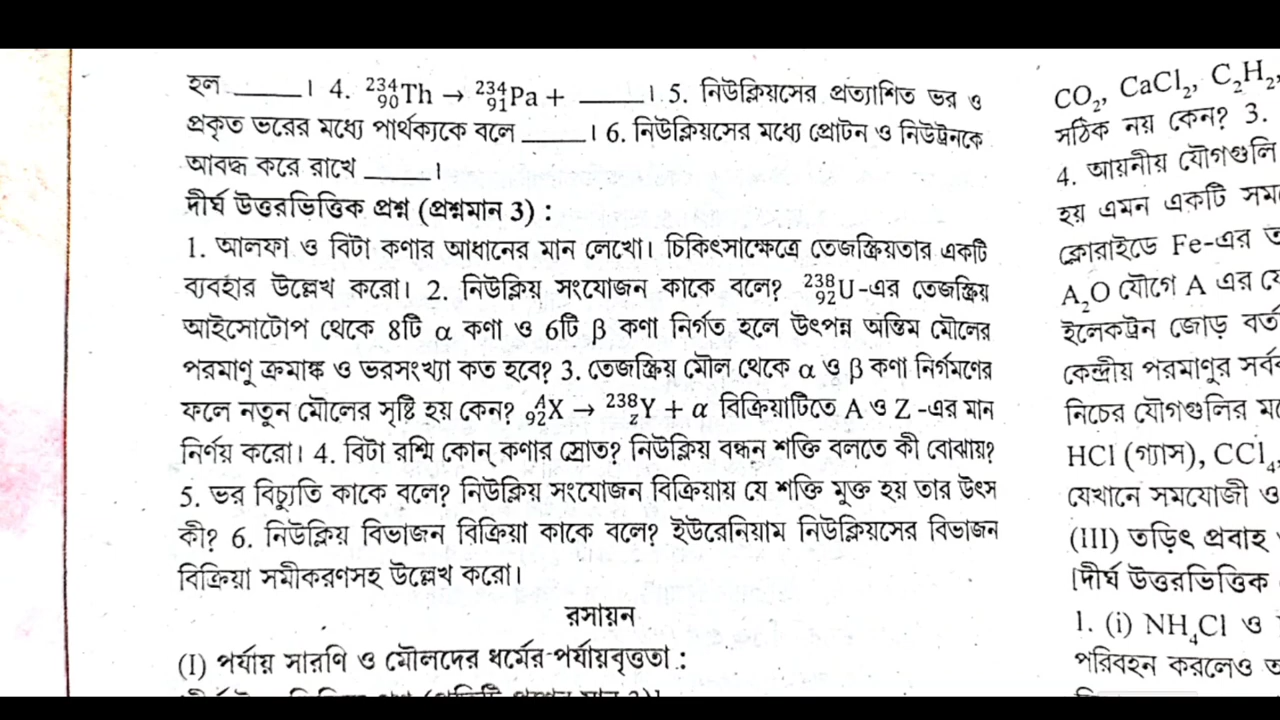 হল _____। 4. ²³⁴₉₀Th → ²³⁴₉₁Pa + _____। 5. নিউক্লিয়সের প্রত্যাশিত ভর ও
প্রকৃত ভরের মধ্যে পার্থক্যকে বলে _____। 6. নিউক্লিয়সের মধ্যে প্রোটন ও নিউট্রনকে
আবদ্ধ করে রাখে _____।
দীর্ঘ উত্তরভিত্তিক প্রশ্ন (প্রশ্নমান 3) :
1. আলফা ও বিটা কণার আধানের মান লেখো। চিকিৎসাক্ষেত্রে তেজস্ক্রিয়তার একটি
ব্যবহার উল্লেখ করো। 2. নিউক্লিয় সংযোজন কাকে বলে? ²³⁸₉₂U-এর তেজস্ক্রিয়
আইসোটোপ থেকে 8টি α কণা ও 6টি β কণা নির্গত হলে উৎপন্ন অন্তিম মৌলের
পরমাণু ক্রমাঙ্ক ও ভরসংখ্যা কত হবে? 3. তেজস্ক্রিয় মৌল থেকে α ও β কণা নির্গমণের
ফলে নতুন মৌলের সৃষ্টি হয় কেন? ᴬ₉₂X → ²³⁸zY + α বিক্রিয়াটিতে A ও Z -এর মান
নির্ণয় করো। 4. বিটা রশ্মি কোন্ কণার স্রোত? নিউক্লিয় বন্ধন শক্তি বলতে কী বোঝায়?
5. ভর বিচ্যুতি কাকে বলে? নিউক্লিয় সংযোজন বিক্রিয়ায় যে শক্তি মুক্ত হয় তার উৎস
কী? 6. নিউক্লিয় বিভাজন বিক্রিয়া কাকে বলে? ইউরেনিয়াম নিউক্লিয়সের বিভাজন
বিক্রিয়া সমীকরণসহ উল্লেখ করো।
রসায়ন
(I) পর্যায় সারণি ও মৌলদের ধর্মের পর্যায়বৃত্ততা :
CO₂, CaCl₂, C₂H₂,
সঠিক নয় কেন? 3.
4. আয়নীয় যৌগগুলি
হয় এমন একটি
ক্লোরাইডে Fe-এর
A₂O যৌগে A এর
ইলেকট্রন জোড়
কেন্দ্রীয় পরমাণুর
নিচের যৌগগুলির
HCl (গ্যাস), CCl₄,
যেখানে সমযোজী ও
(III) তড়িৎ প্রবাহ
[দীর্ঘ উত্তরভিত্তিক
1. (i) NH₄Cl ও
পরিবহন করলেও